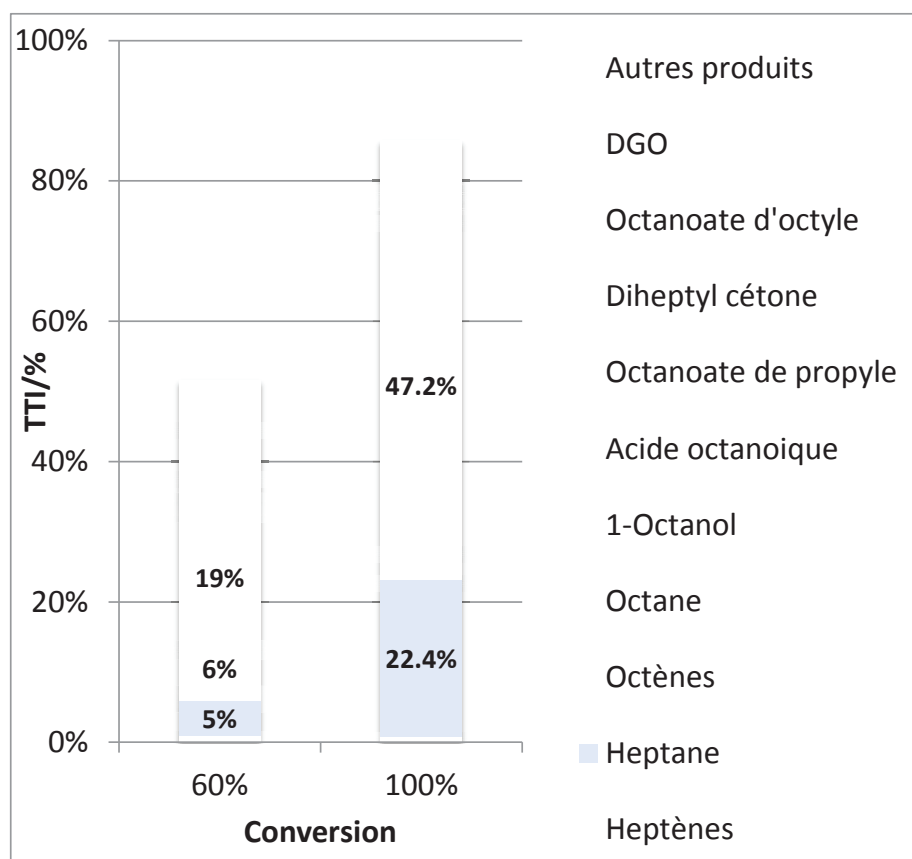 100%
80%
60%
40%
20%
0%
TTI/%
47.2%
19%
6%
5%
22.4%
60%
100%
Conversion
Autres produits
DGO
Octanoate d'octyle
Diheptyl cétone
Octanoate de propyle
Acide octanoique
1-Octanol
Octane
Octènes
Heptane
Heptènes